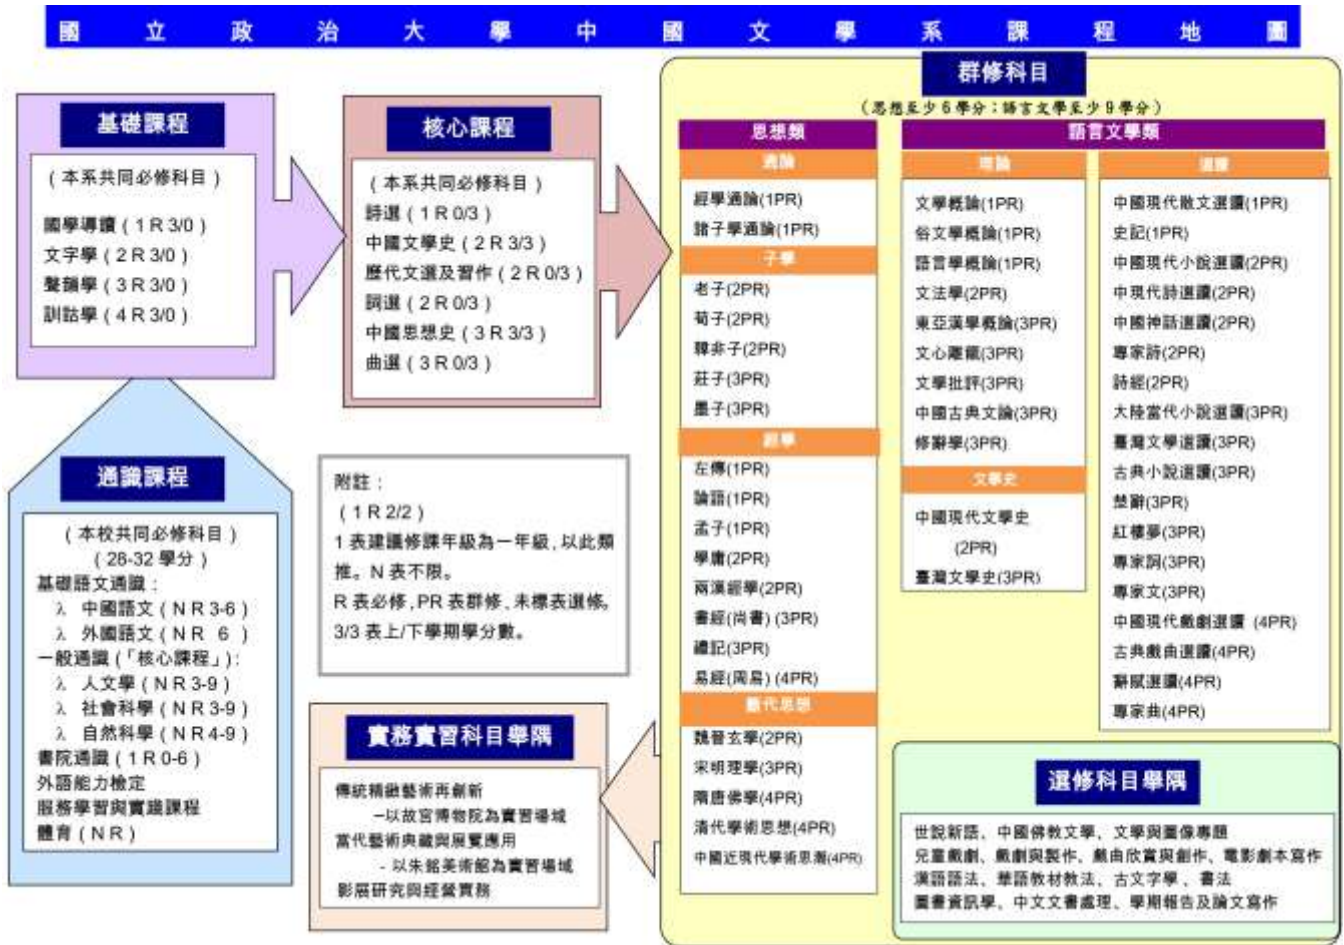 國立政治大學中國文學系課程地圖
基礎課程
（本系共同必修科目）
國學導讀（1 R 3/0）
文字學（2 R 3/0）
聲韻學（3 R 3/0）
訓詁學（4 R 3/0）
核心課程
（本系共同必修科目）
詩選（1 R 0/3）
中國文學史（2 R 3/3）
歷代文選及習作（2 R 0/3）
詞選（2 R 0/3）
中國思想史（3 R 3/3）
曲選（3 R 0/3）
通識課程
（本校共同必修科目）
（28-32 學分）
基礎語文通識：
λ 中國語文（N R 3-6）
λ 外國語文（N R 6）
一般通識（「核心課程」）：
λ 人文學（N R 3-9）
λ 社會科學（N R 3-9）
λ 自然科學（N R 4-9）
書院通識（1 R 0-6）
外語能力檢定
服務學習與實踐課程
體育（N R）
附註：
（1 R 2/2）
1 表建議修課年級為一年級，以此類
推。N 表不限。
R 表必修，PR 表群修，未標表選修。
3/3 表上/下學期學分數。
實務實習科目舉隅
傳統精緻藝術再創新
–以故宮博物院為實習場域
當代藝術典藏與展覽應用
- 以朱銘美術館為實習場域
影展研究與經營實務
群修科目
（思想至少 6 學分；語言文學至少 9 學分）
思想類
通論
經學通論(1PR)
諸子學通論(1PR)
子學
老子(2PR)
荀子(2PR)
韓非子(2PR)
莊子(3PR)
墨子(3PR)
經學
左傳(1PR)
論語(1PR)
孟子(1PR)
學庸(2PR)
兩漢經學(2PR)
書經(尚書) (3PR)
禮記(3PR)
易經(周易) (4PR)
斷代思想
魏晉玄學(2PR)
宋明理學(3PR)
隋唐佛學(4PR)
清代學術思想(4PR)
中國近現代學術思潮(4PR)
語言文學類
理論
文學概論(1PR)
俗文學概論(1PR)
語言學概論(1PR)
文法學(2PR)
東亞漢學概論(3PR)
文心雕龍(3PR)
文學批評(3PR)
中國古典文論(3PR)
修辭學(3PR)
文學史
中國現代文學史
(2PR)
臺灣文學史(3PR)
選讀
中國現代散文選讀(1PR)
史記(1PR)
中國現代小說選讀(2PR)
中現代詩選讀(2PR)
中國神話選讀(2PR)
專家詩(2PR)
詩經(2PR)
大陸當代小說選讀(3PR)
臺灣文學選讀(3PR)
古典小說選讀(3PR)
楚辭(3PR)
紅樓夢(3PR)
專家詞(3PR)
專家文(3PR)
中國現代戲劇選讀 (4PR)
古典戲曲選讀(4PR)
辭賦選讀(4PR)
專家曲(4PR)
選修科目舉隅
世說新語、中國佛教文學、文學與圖像專題
兒童戲劇、戲劇與製作、戲曲欣賞與創作、電影劇本寫作
漢語語法、華語教材教法、古文字學、書法
圖書資訊學、中文文書處理、學期報告及論文寫作